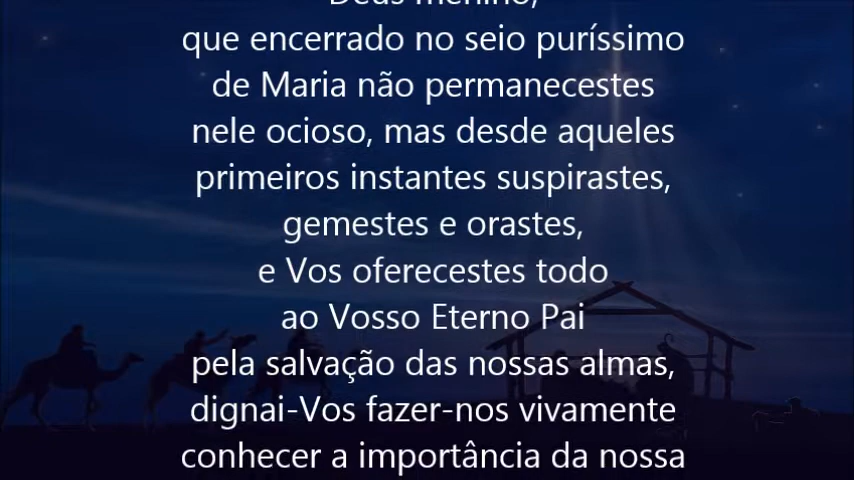 Deus menino,
que encerrado no seio puríssimo
de Maria não permanecestes
nele ocioso, mas desde aqueles
primeiros instantes suspirastes,
gemestes e orastes,
e Vos oferecestes todo
ao Vosso Eterno Pai
pela salvação das nossas almas,
dignai-Vos fazer-nos vivamente
conhecer a importância da nossa